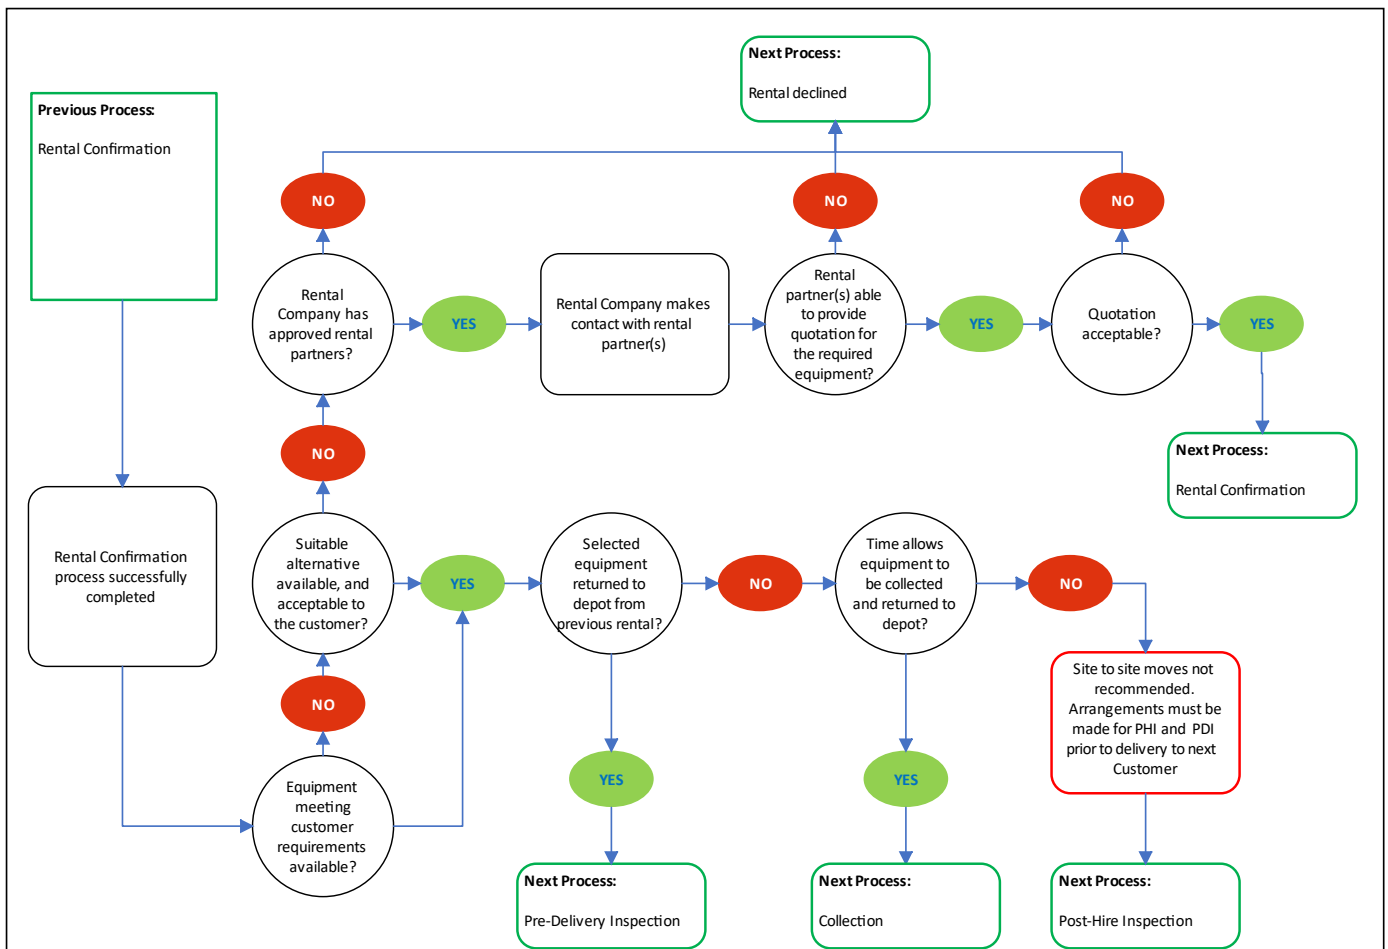 Next Process:
Rental declined
Previous Process:
Rental Confirmation
NO
NO
NO
Rental
Company has
approved rental
partners?
YES
Rental Company makes
contact with rental
partner(s)
Rental
partner(s) able
to provide
quotation for
the required
equipment?
YES
Quotation
acceptable?
YES
NO
Next Process:
Rental Confirmation
Rental Confirmation
process successfully
completed
Suitable
alternative
available, and
acceptable to
the customer?
YES
Selected
equipment
returned to
depot from
previous rental?
NO
Time allows
equipment to
be collected
and returned to
depot?
NO
NO
Site to site moves not
recommended.
Arrangements must be
made for PHI and PDI
prior to delivery to next
Customer
Equipment
meeting
customer
requirements
available?
YES
YES
Next Process:
Pre-Delivery Inspection
Next Process:
Collection
Next Process:
Post-Hire Inspection